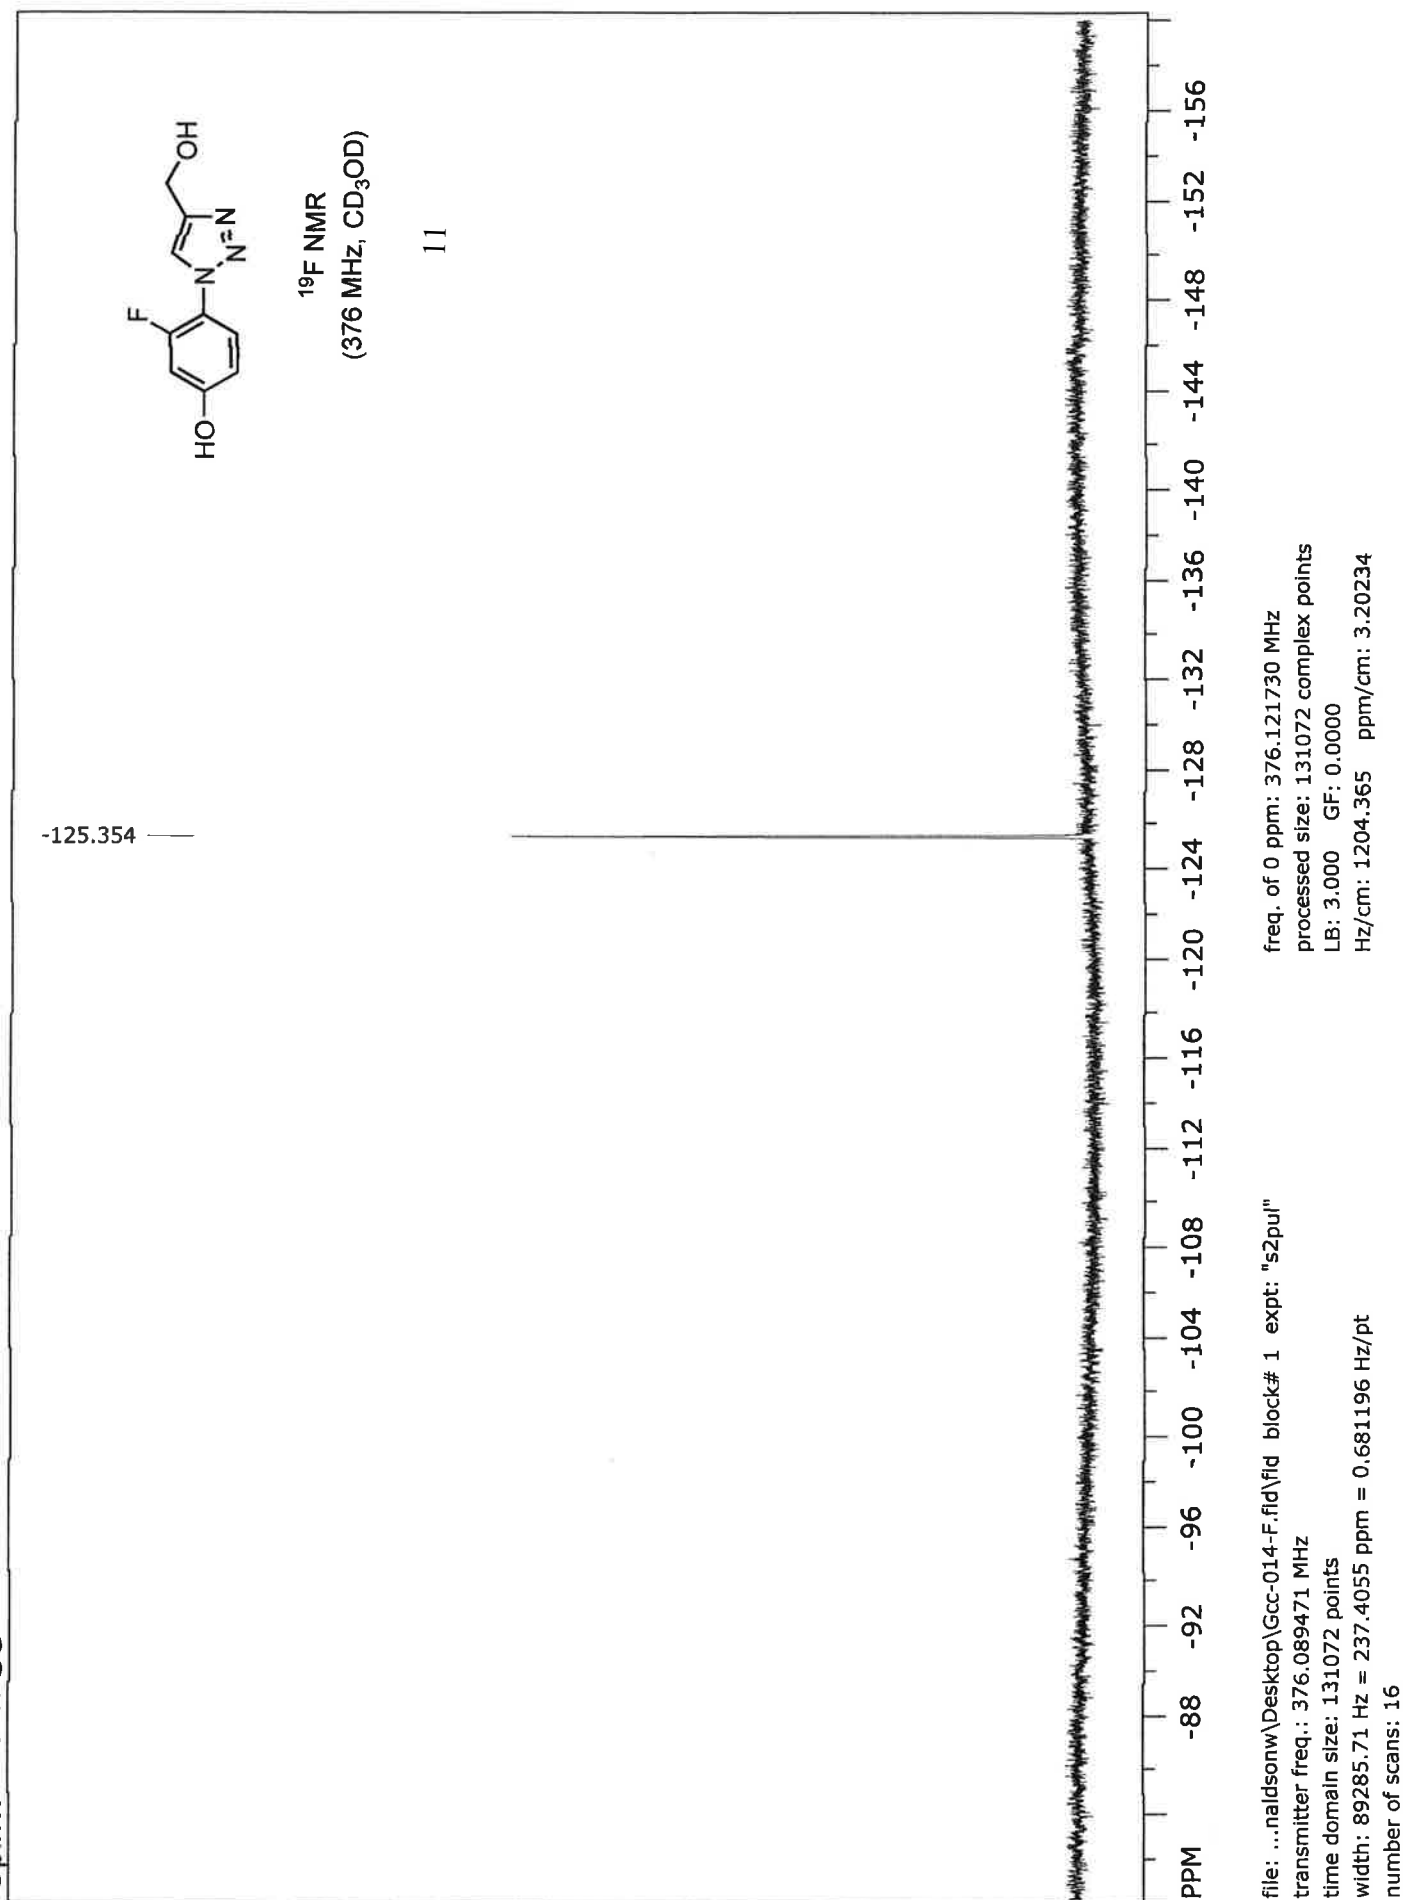 -125.354
F
HO
N
N
N
OH
19F NMR
(376 MHz, CD3OD)
11
PPM -88 -92 -96 -100 -104 -108 -112 -116 -120 -124 -128 -132 -136 -140 -144 -148 -152 -156
file: ...naldsonw\Desktop\Gcc-014-F.fid\fid block# 1 expt: "s2pul"
transmitter freq.: 376.089471 MHz
time domain size: 131072 points
width: 89285.71 Hz = 237.4055 ppm = 0.681196 Hz/pt
number of scans: 16
freq. of 0 ppm: 376.121730 MHz
processed size: 131072 complex points
LB: 3.000 GF: 0.0000
Hz/cm: 1204.365 ppm/cm: 3.20234